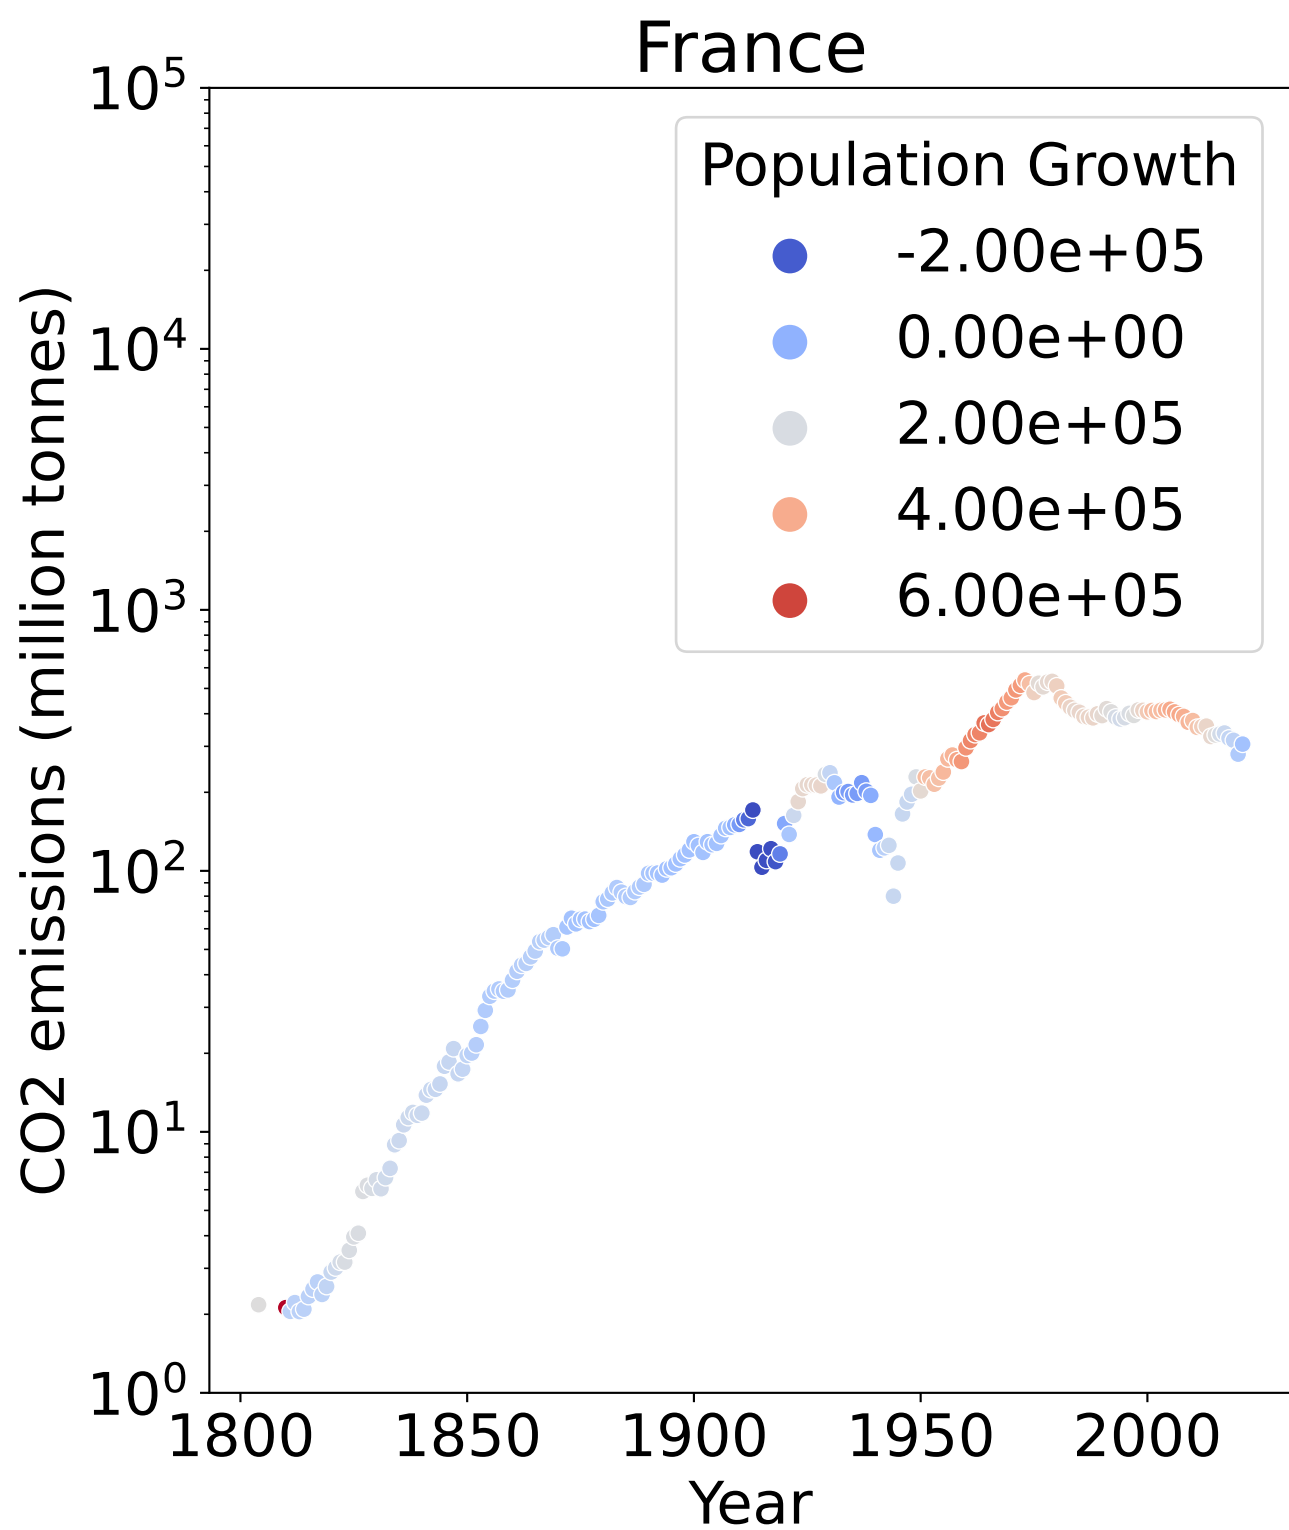 France
10^5
10^4
10^3
10^2
10^1
10^0
CO2 emissions (million tonnes)
Population Growth
-2.00e+05
0.00e+00
2.00e+05
4.00e+05
6.00e+05
1800 1850 1900 1950 2000
Year